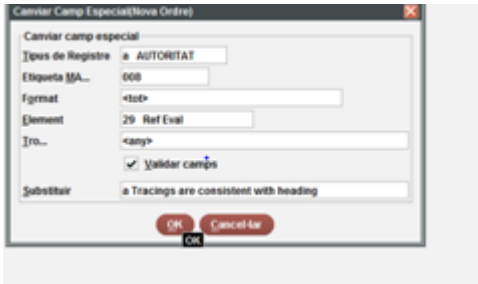 Canviar Camp Especial(Nova Ordre)
Canviar camp especial
Tipus de Registre a AUTORITAT
Etiqueta MA... 008
Format <tot>
Element 29 Ref Eval
Tro... <any>
Validar camps
Substituir a Tracings are consistent with heading
OK Cancel·lar
OK